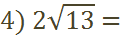 4) 2√13 =